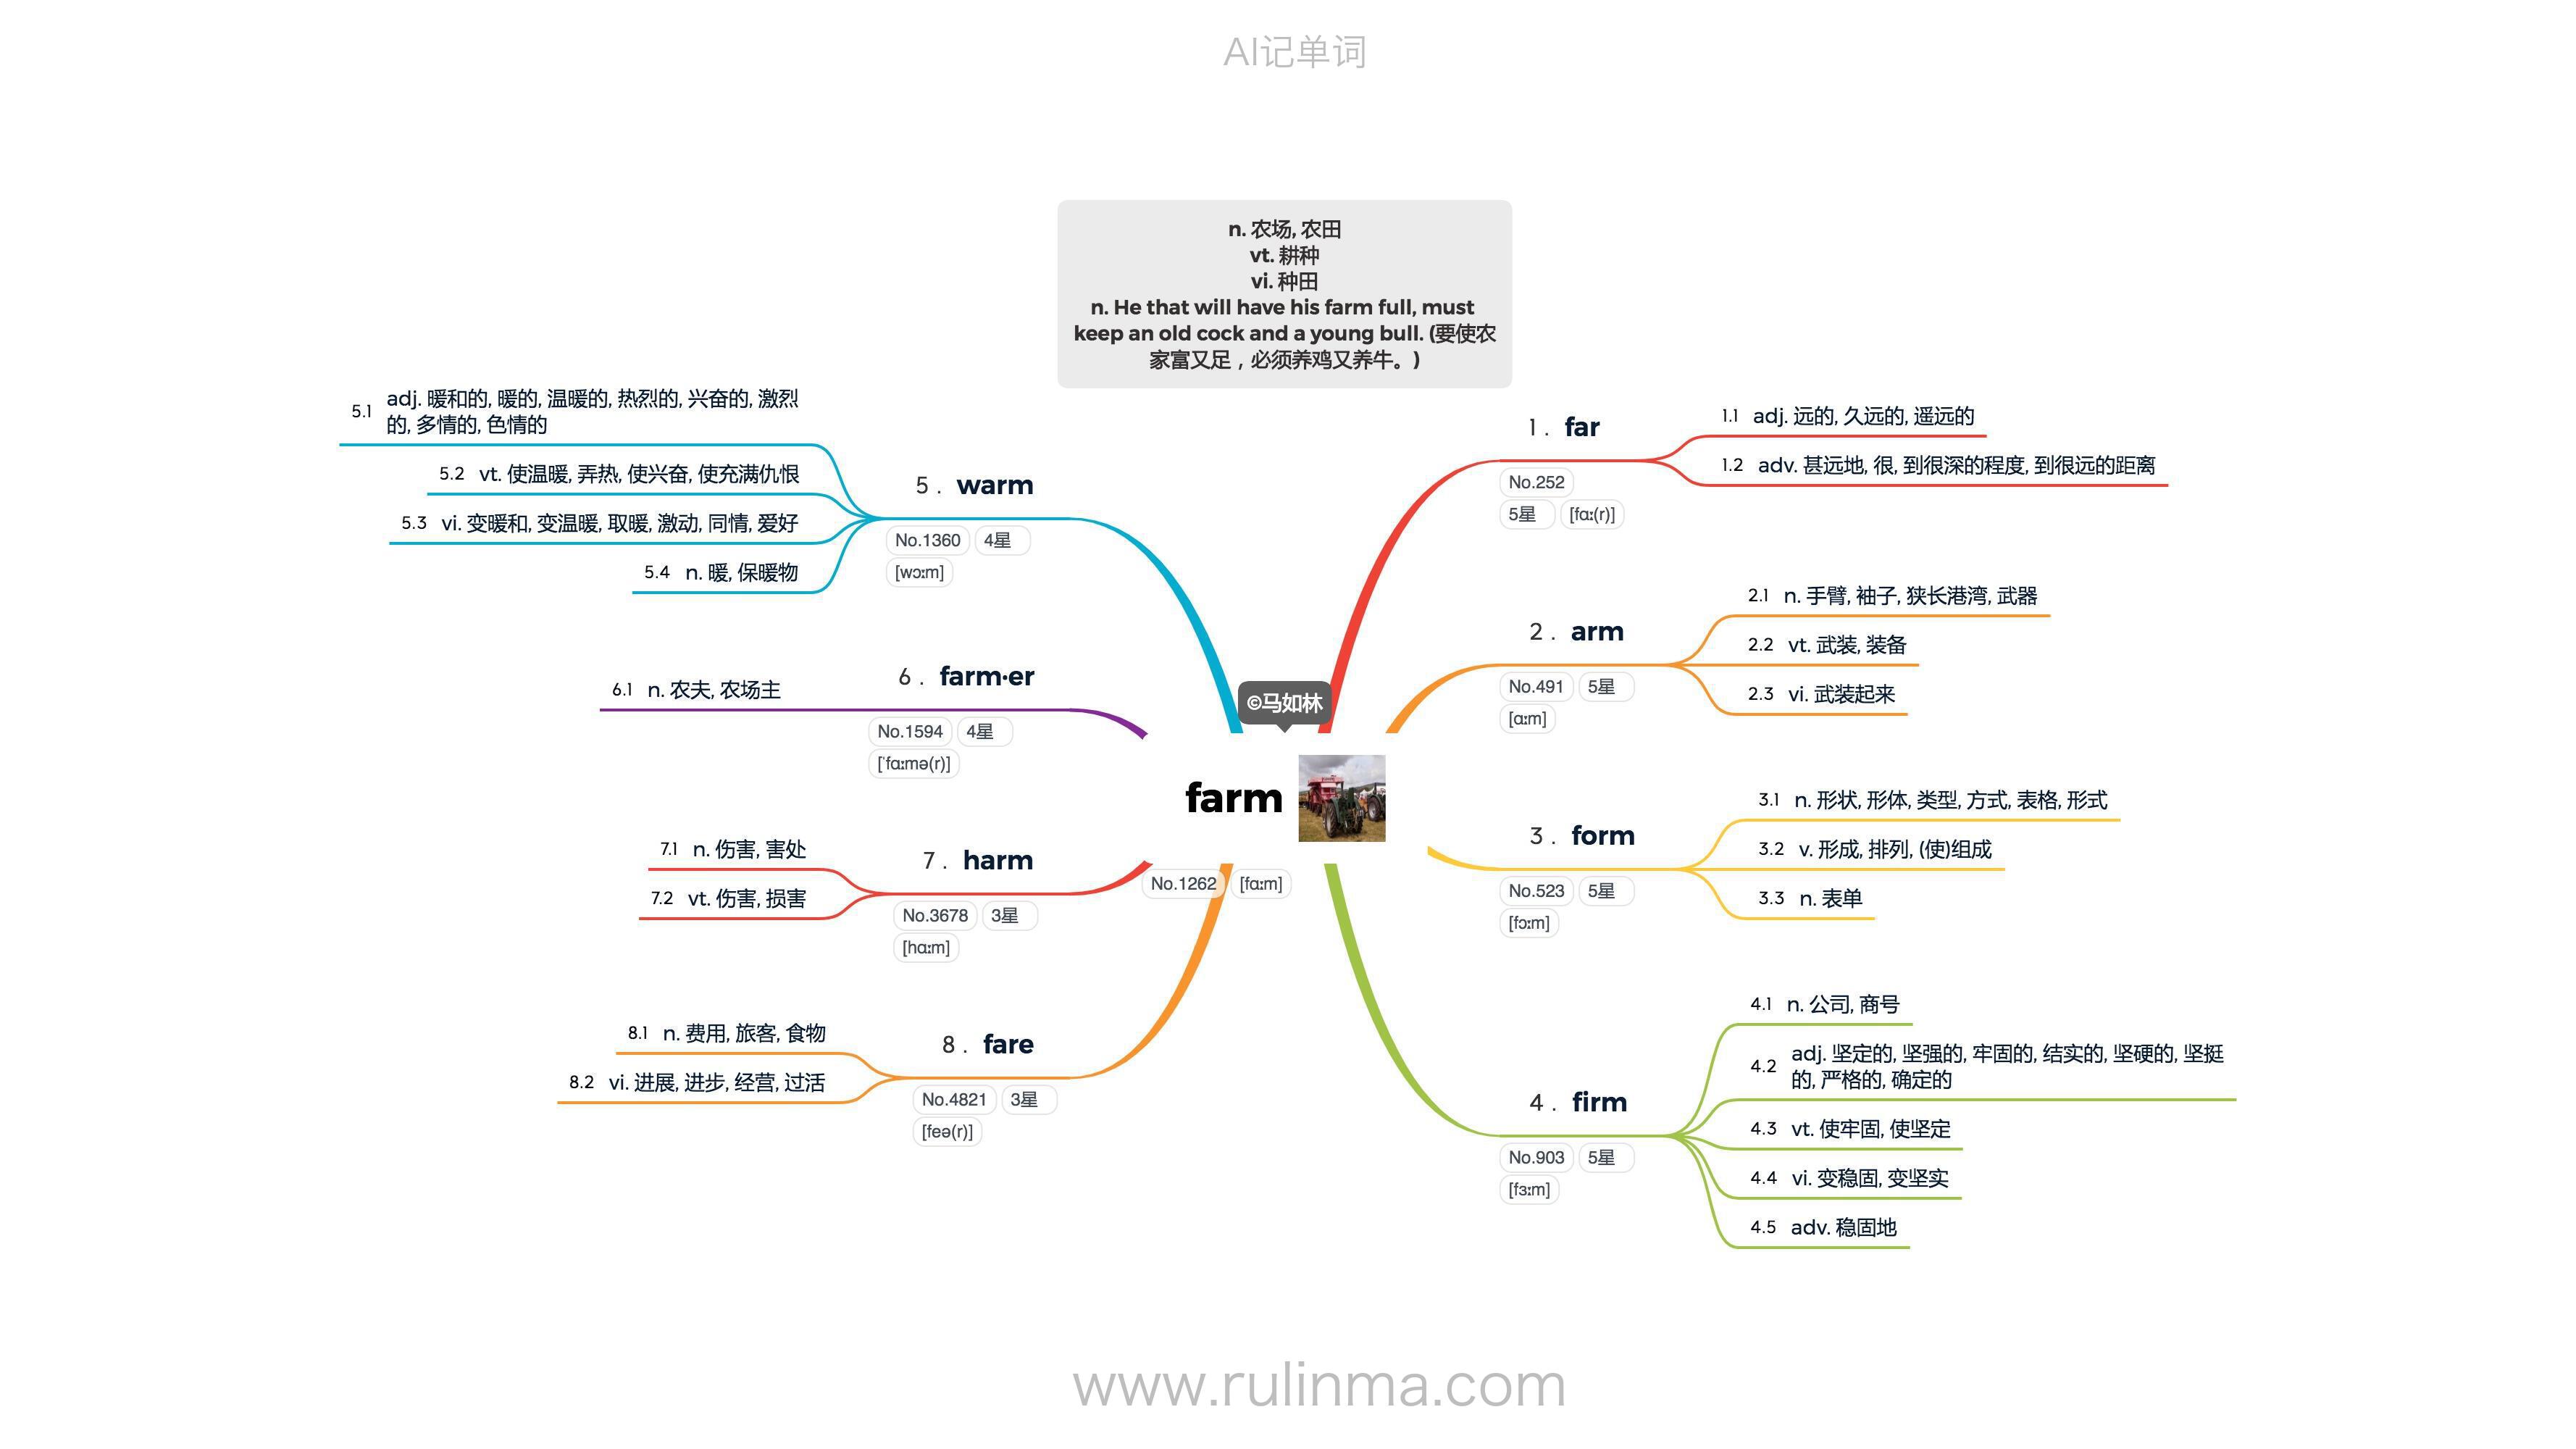 AI记单词
n. 农场, 农田
vt. 耕种
vi. 种田
n. He that will have his farm full, must
keep an old cock and a young bull. (要使农
家富又足，必须养鸡又养牛。)
©马如林
farm
No.1262 [fɑːm]
1 . far
No.252
5星 [fɑː(r)]
1.1 adj. 远的, 久远的, 遥远的
1.2 adv. 甚远地, 很, 到很深的程度, 到很远的距离
2 . arm
No.491 5星
[ɑːm]
2.1 n. 手臂, 袖子, 狭长港湾, 武器
2.2 vt. 武装, 装备
2.3 vi. 武装起来
3 . form
No.523 5星
[fɔːm]
3.1 n. 形状, 形体, 类型, 方式, 表格, 形式
3.2 v. 形成, 排列, (使)组成
3.3 n. 表单
4 . firm
No.903 5星
[fɜːm]
4.1 n. 公司, 商号
4.2 adj. 坚定的, 坚强的, 牢固的, 结实的, 坚硬的, 坚挺
的, 严格的, 确定的
4.3 vt. 使牢固, 使坚定
4.4 vi. 变稳固, 变坚实
4.5 adv. 稳固地
5 . warm
No.1360 4星
[wɔːm]
5.1 adj. 暖和的, 暖的, 温暖的, 热烈的, 兴奋的, 激烈
的, 多情的, 色情的
5.2 vt. 使温暖, 弄热, 使兴奋, 使充满仇恨
5.3 vi. 变暖和, 变温暖, 取暖, 激动, 同情, 爱好
5.4 n. 暖, 保暖物
6 . farm·er
No.1594 4星
[ˈfɑːmə(r)]
6.1 n. 农夫, 农场主
7 . harm
No.3678 3星
[hɑːm]
7.1 n. 伤害, 害处
7.2 vt. 伤害, 损害
8 . fare
No.4821 3星
[feə(r)]
8.1 n. 费用, 旅客, 食物
8.2 vi. 进展, 进步, 经营, 过活
www.rulinma.com